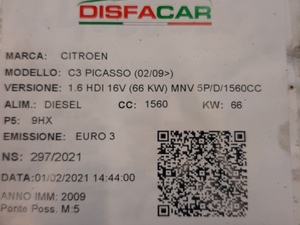 DISFACAR
MARCA: CITROEN
MODELLO: C3 PICASSO (02/09>)
VERSIONE: 1.6 HDI 16V (66 KW) MNV 5P/D/1560CC
ALIM.: DIESEL CC: 1560 KW: 66
P5: 9HX
EMISSIONE: EURO 3
NS: 297/2021
DATA:01/02/2021 14:44:00
ANNO IMM: 2009
Ponte Poss. M:5